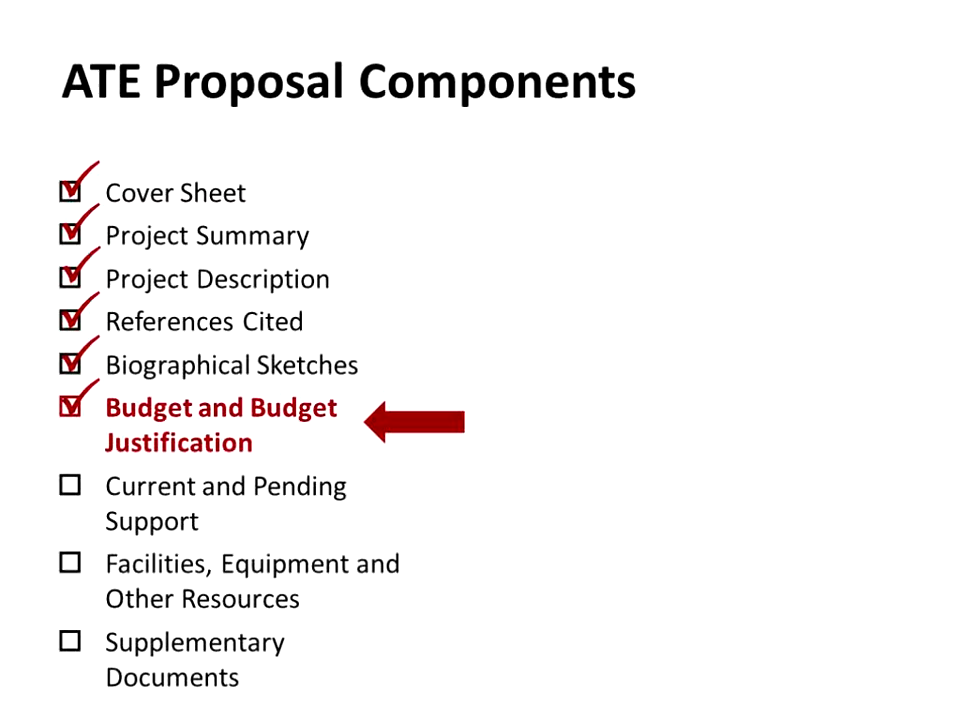 ATE Proposal Components
Cover Sheet
Project Summary
Project Description
References Cited
Biographical Sketches
Budget and Budget
Justification
Current and Pending
Support
Facilities, Equipment and
Other Resources
Supplementary
Documents